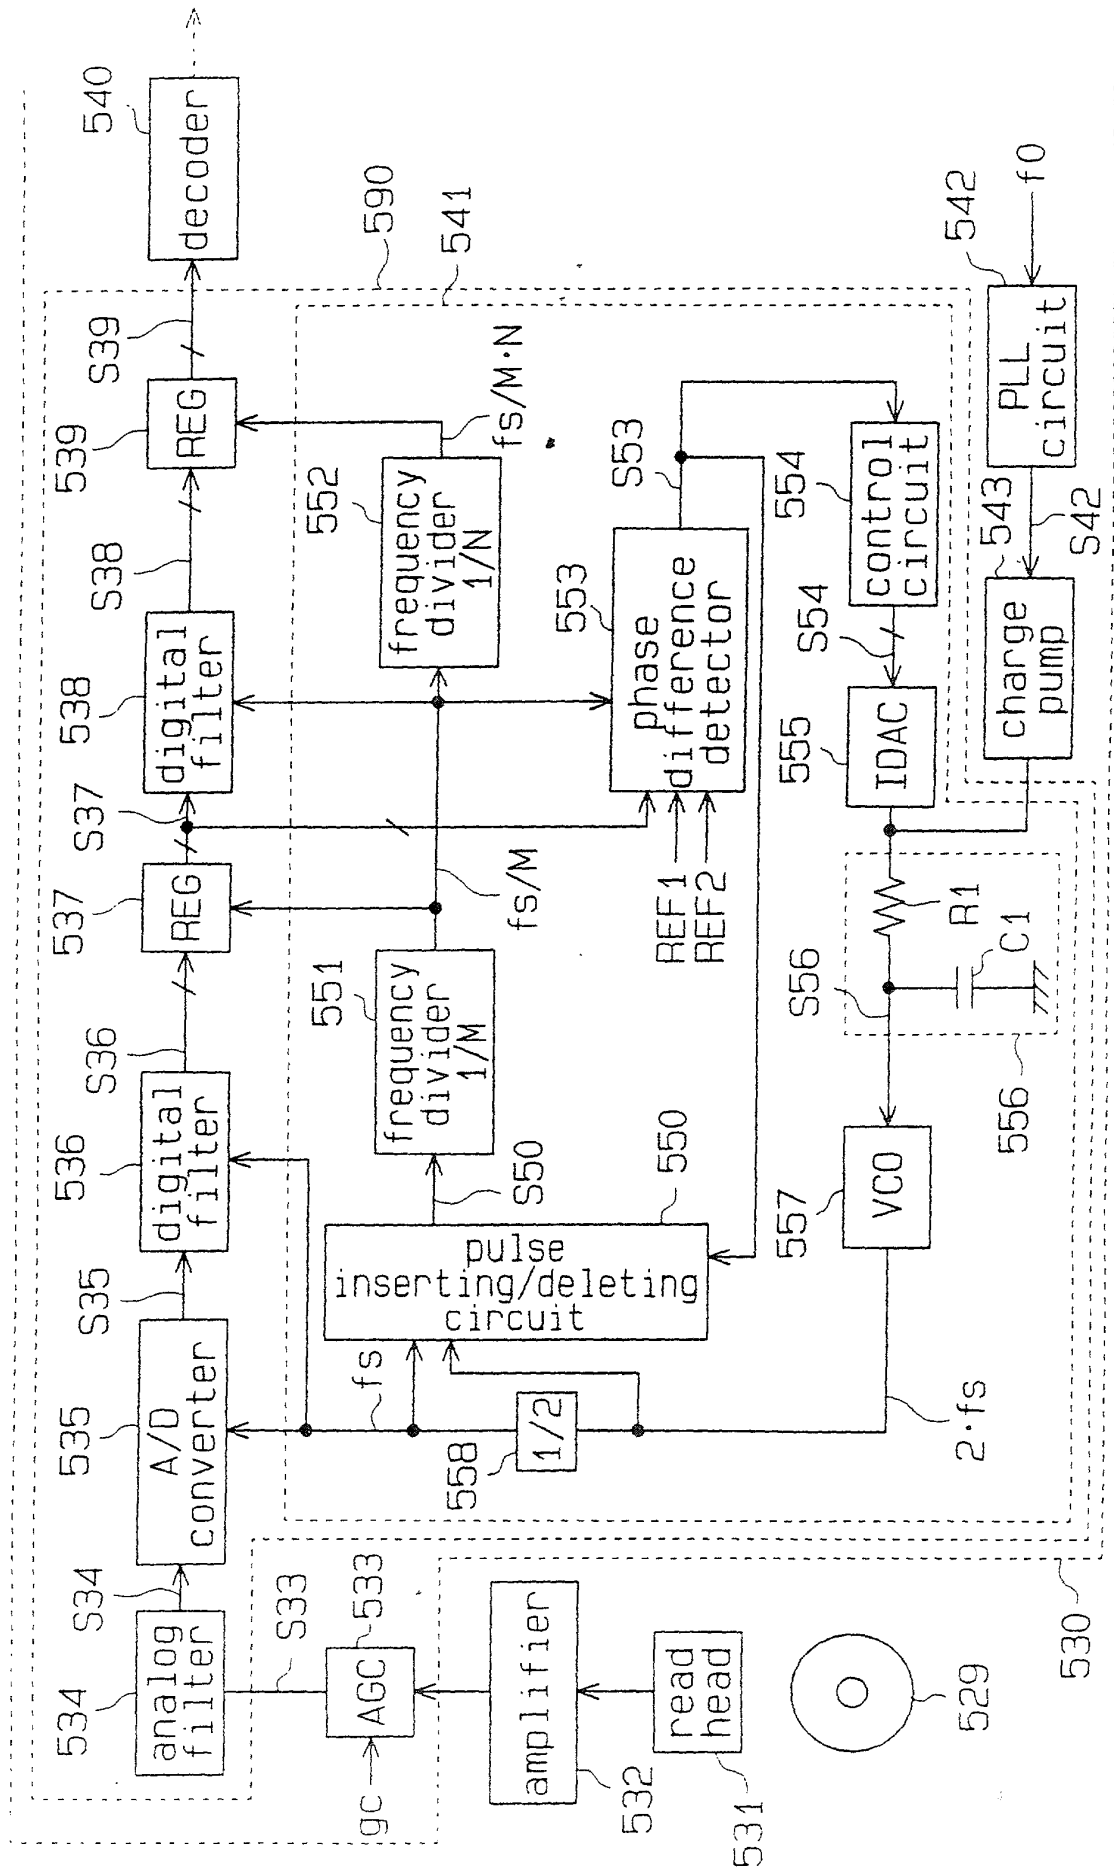 534
analog
filter
S34
535
A/D
converter
S35
536
digital
filter
S36
537
REG
S37
538
digital
filter
S38
539
REG
S39
540
decoder
590
541
gc
AGC
533
S33
amplifier
532
read
head
531
529
530
fs
558
1/2
2·fs
pulse
inserting/deleting
circuit
550
S50
551
frequency
divider
1/M
fs/M
552
frequency
divider
1/N
fs/M·N
REF1
REF2
553
phase
difference
detector
S53
554
control
circuit
S54
555
IDAC
R1
C1
S56
556
557
VCO
543
charge
pump
S42
542
PLL
circuit
f0